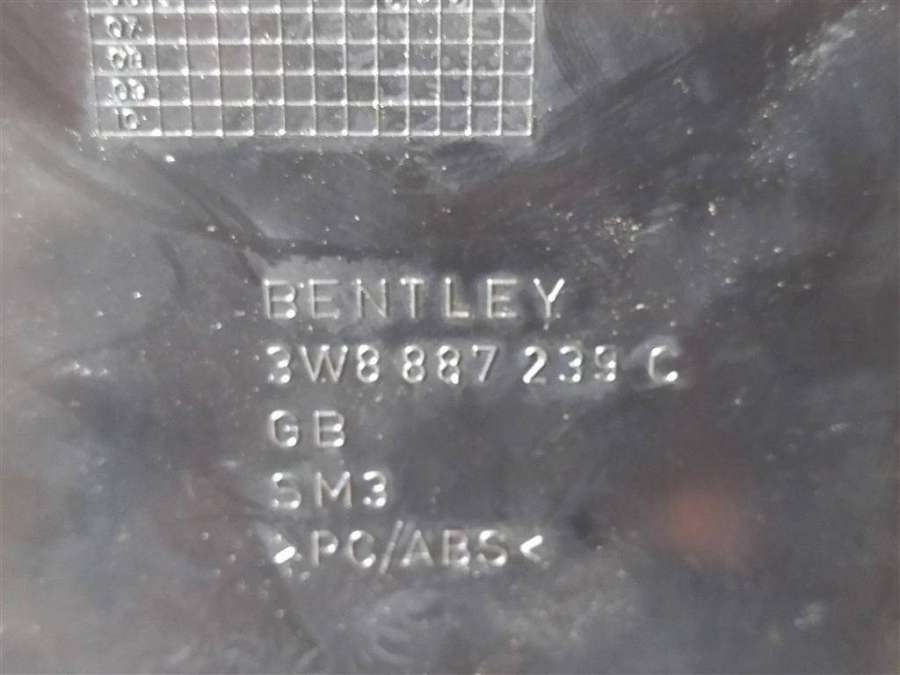 07
08
09
10
BENTLEY
3W8 887 239 C
GB
SM3
>PC/ABS<